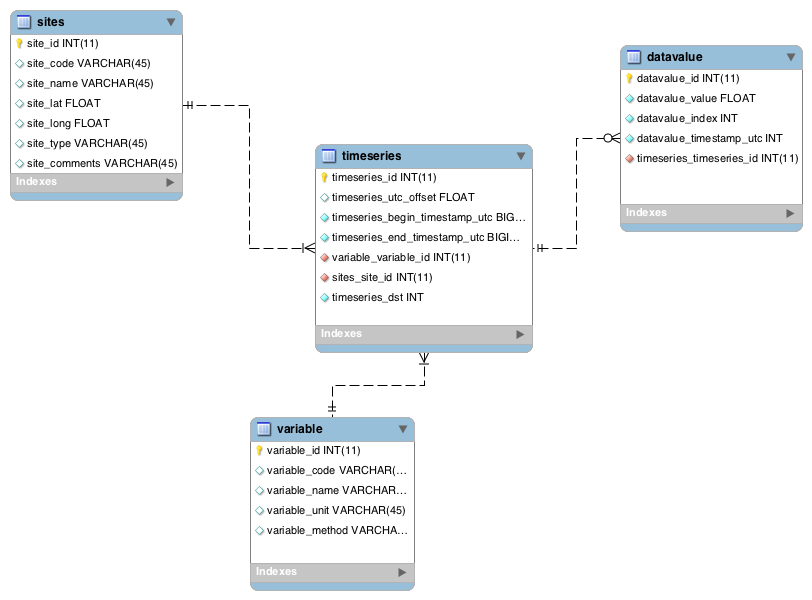 sites
site_id INT(11)
site_code VARCHAR(45)
site_name VARCHAR(45)
site_lat FLOAT
site_long FLOAT
site_type VARCHAR(45)
site_comments VARCHAR(45)
Indexes
timeseries
timeseries_id INT(11)
timeseries_utc_offset FLOAT
timeseries_begin_timestamp_utc BIG...
timeseries_end_timestamp_utc BIGI...
variable_variable_id INT(11)
sites_site_id INT(11)
timeseries_dst INT
Indexes
datavalue
datavalue_id INT(11)
datavalue_value FLOAT
datavalue_index INT
datavalue_timestamp_utc INT
timeseries_timeseries_id INT(11)
Indexes
variable
variable_id INT(11)
variable_code VARCHAR(...
variable_name VARCHAR...
variable_unit VARCHAR(45)
variable_method VARCHA...
Indexes